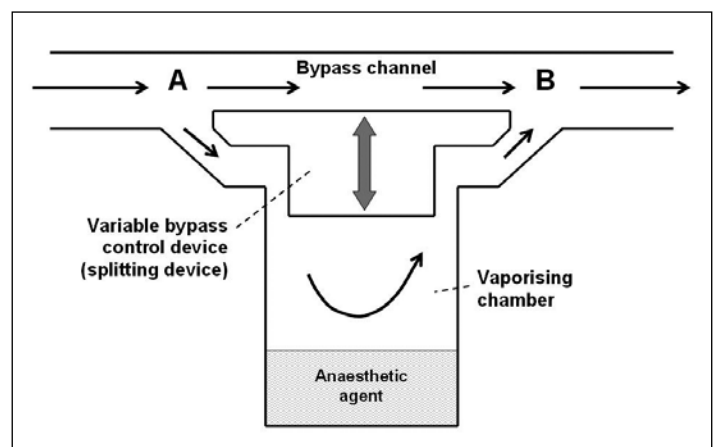 A
Bypass channel
B
Variable bypass
control device
(splitting device)
Vaporising
chamber
Anaesthetic
agent